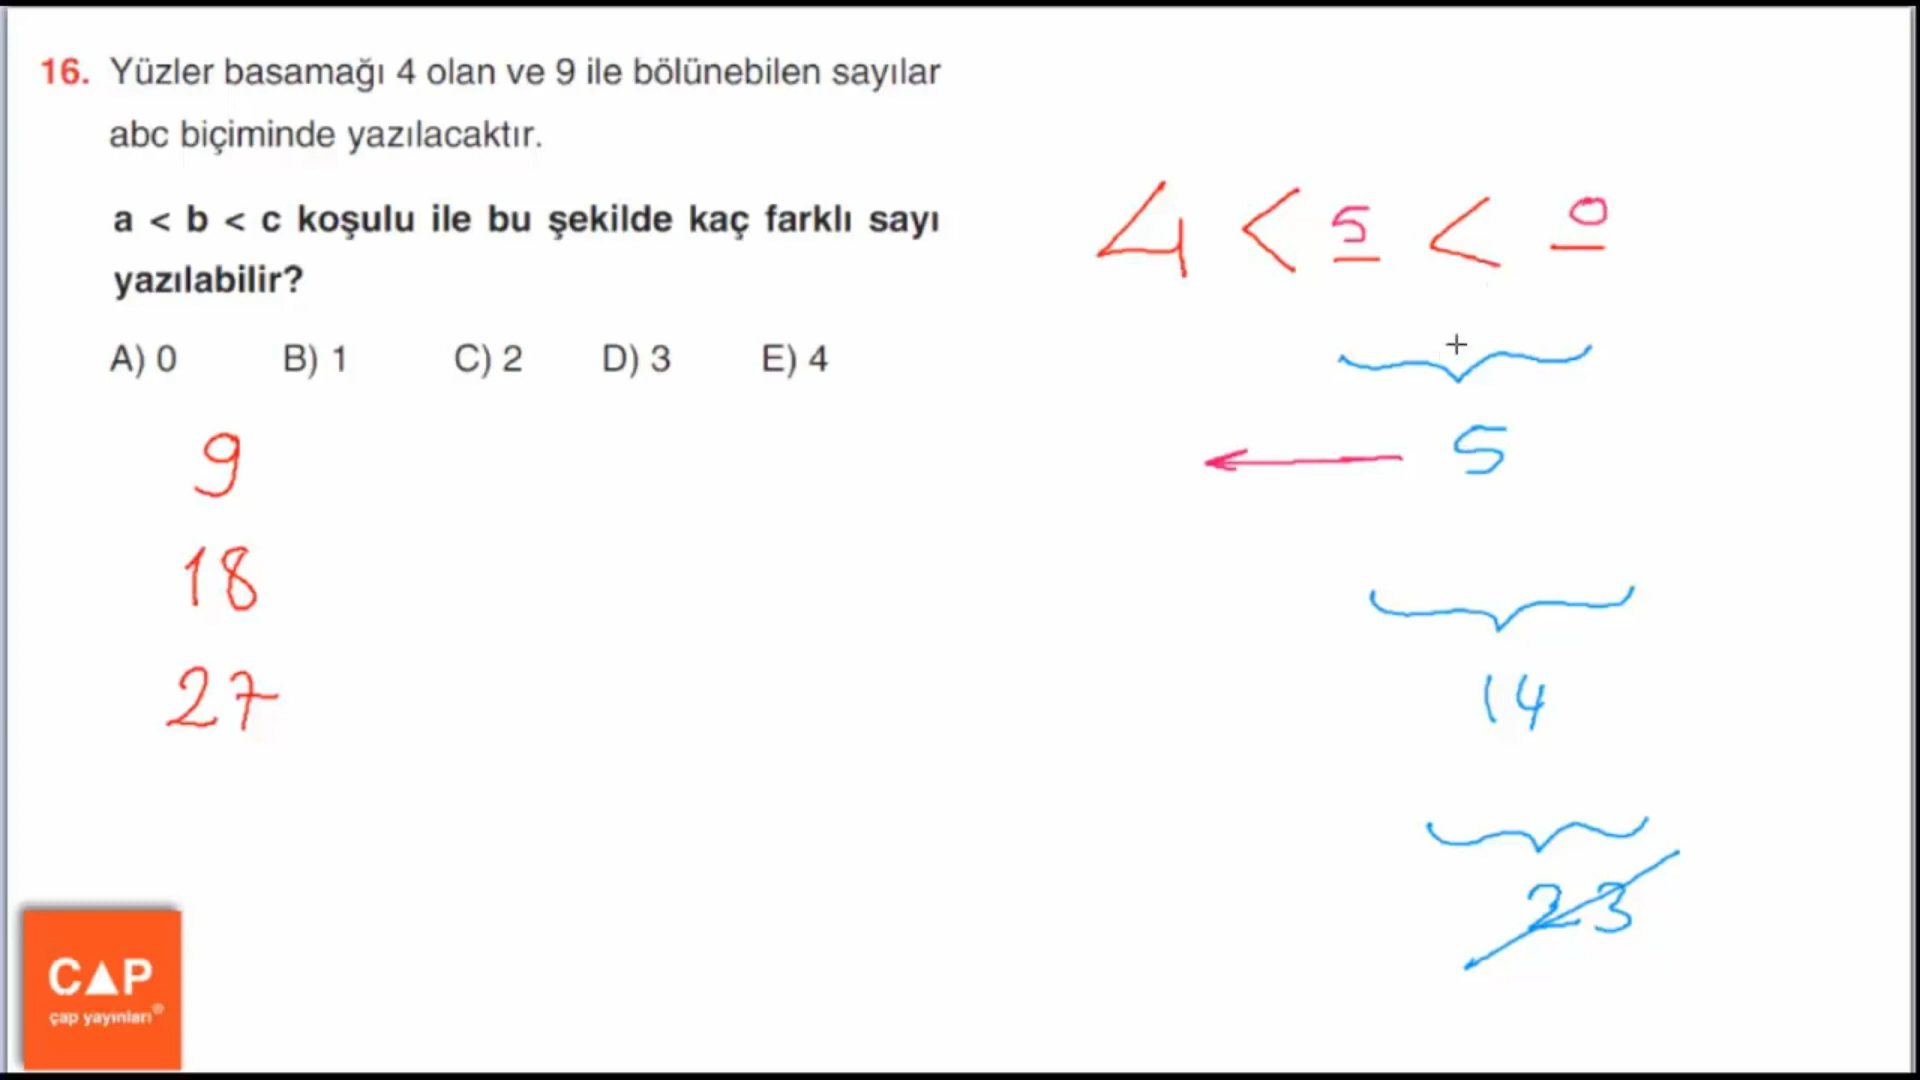 16. Yüzler basamağı 4 olan ve 9 ile bölünebilen sayılar
abc biçiminde yazılacaktır.
a < b < c koşulu ile bu şekilde kaç farklı sayı
yazılabilir?
A) 0 B) 1 C) 2 D) 3 E) 4
9
18
27
4 < 5 < 0
5
14
23
CAP
çap yayınları®